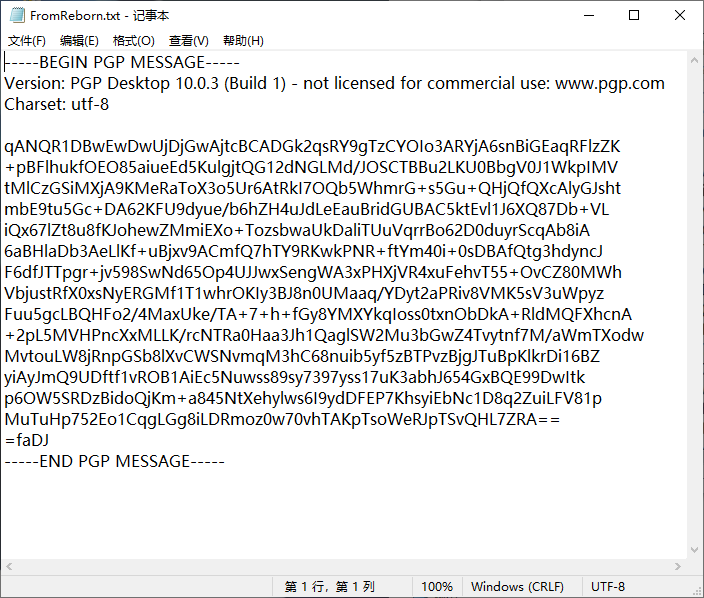 FromReborn.txt - 记事本
文件(F) 编辑(E) 格式(O) 查看(V) 帮助(H)
-----BEGIN PGP MESSAGE-----
Version: PGP Desktop 10.0.3 (Build 1) - not licensed for commercial use: www.pgp.com
Charset: utf-8
qANQR1DBwEwDwUjDjGwAjtcBCADGk2qsRY9gTzCYOIo3ARYjA6snBiGEaqRFlzZK
+pBFlhukfOEO85aiueEd5KulgjtQG12dNGLMd/JOSCTBBu2LKU0BbgV0J1WkpIMV
tMlCzGSiMXjA9KMeRaToX3o5Ur6AtRkI7OQb5WhmrG+s5Gu+QHjQfQXcAlyGJsht
mbE9tu5Gc+DA62KFU9dyue/b6hZH4uJdLeEauBridGUBAC5ktEvl1J6XQ87Db+VL
iQx67lZt8u8fKJohewZMmiEXo+TozsbwaUkDaliTUuVqrrBo62D0duyrScqAb8iA
6aBHlaDb3AeLlKf+uBjxv9ACmfQ7hTY9RKwkPNR+ftYm40i+0sDBAfQtg3hdyncJ
F6dfJTTpgr+jv598SwNd65Op4UJJwxSengWA3xPHXjVR4xuFehvT55+OvCZ80MWh
VbjustRfX0xsNyERGMf1T1whrOKIy3BJ8n0UMaaq/YDyt2aPRiv8VMK5sV3uWpyz
Fuu5gcLBQHFo2/4MaxUke/TA+7+h+fGy8YMXYkqIoss0txnObDkA+RldMQFXhcnA
+2pL5MVHPncXxMLLK/rcNTRa0Haa3Jh1QaglSW2Mu3bGwZ4Tvytnf7M/aWmTXodw
MvtouLW8jRnpGSb8lXvCWSNvmqM3hC68nuib5yf5zBTPvzBjgJTuBpKlkrDi16BZ
yiAyJmQ9UDftf1vROB1AiEc5Nuwss89sy7397yss17uK3abhJ654GxBQE99DwItk
p6OW5SRDzBidoQjKm+a845NtXehylws6I9ydDFEP7KhsyiEbNc1D8q2ZuiLFV81p
MuTuHp752Eo1CqgLGg8iLDRmoz0w70vhTAKpTsoWeRJpTSvQHL7ZRA==
=faDJ
-----END PGP MESSAGE-----
第 1 行，第 1 列 100% Windows (CRLF) UTF-8